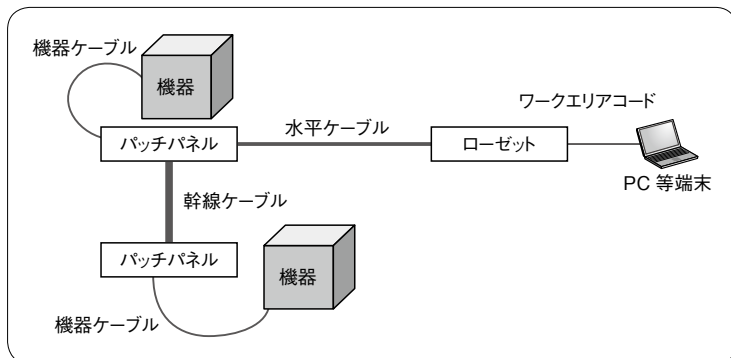 機器ケーブル
機器
ワークエリアコード
水平ケーブル
パッチパネル
ローゼット
PC 等端末
幹線ケーブル
パッチパネル
機器
機器ケーブル